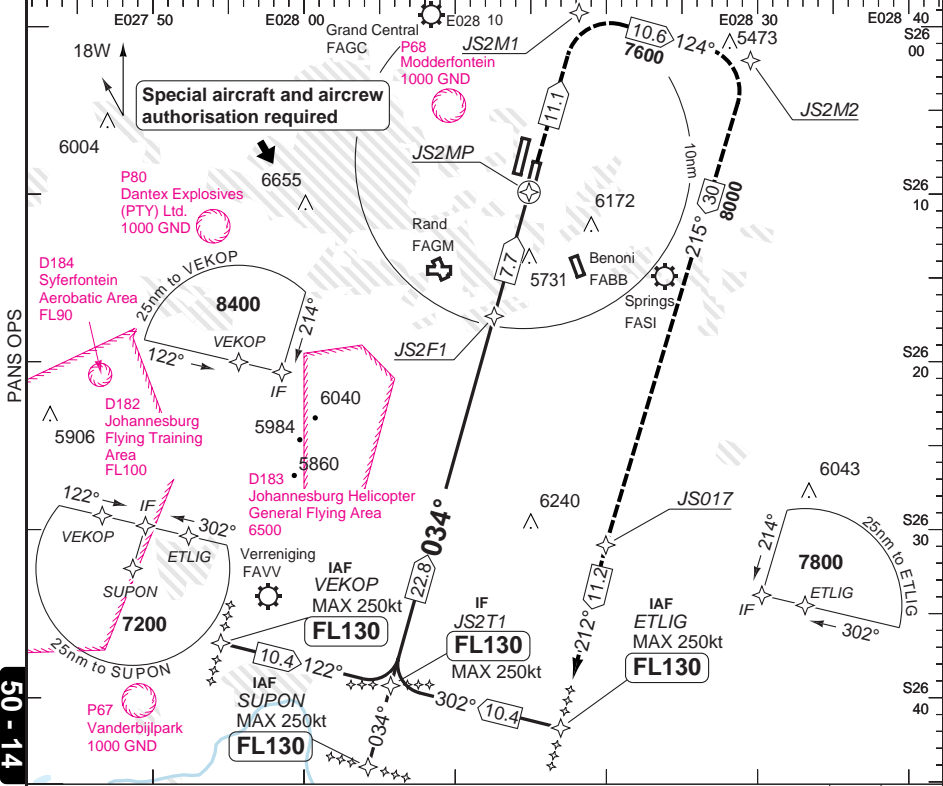 E027 50
E028 00
E028 10
E028 30
E028 40
S26
00
Grand Central
FAGC
P68
Modderfontein
1000 GND
JS2M1
10.6
124°
7600
5473
18W
Special aircraft and aircrew
authorisation required
11.1
JS2M2
6004
JS2MP
10nm
6655
30
8000
S26
10
P80
Dantex Explosives
(PTY) Ltd.
1000 GND
6172
Rand
FAGM
215°
7.7
5731
Benoni
FABB
Springs
FASI
D184
Syferfontein
Aerobatic Area
FL90
25nm to VEKOP
8400
214°
VEKOP
122°
IF
JS2F1
PANS OPS
S26
20
D182
Johannesburg
Flying Training
Area
FL100
5906
6040
5984
5860
D183
Johannesburg Helicopter
General Flying Area
6500
6240
6043
JS017
034°
S26
30
122°
IF
302°
VEKOP
ETLIG
SUPON
7200
25nm to SUPON
Verreniging
FAVV
IAF
VEKOP
MAX 250kt
FL130
22.8
11.2
212°
IF
JS2T1
FL130
MAX 250kt
IAF
ETLIG
MAX 250kt
FL130
214°
7800
25nm to ETLIG
ETLIG
IF
302°
10.4
122°
302°
10.4
034°
IAF
SUPON
MAX 250kt
FL130
P67
Vanderbijlpark
1000 GND
S26
40
50 - 14